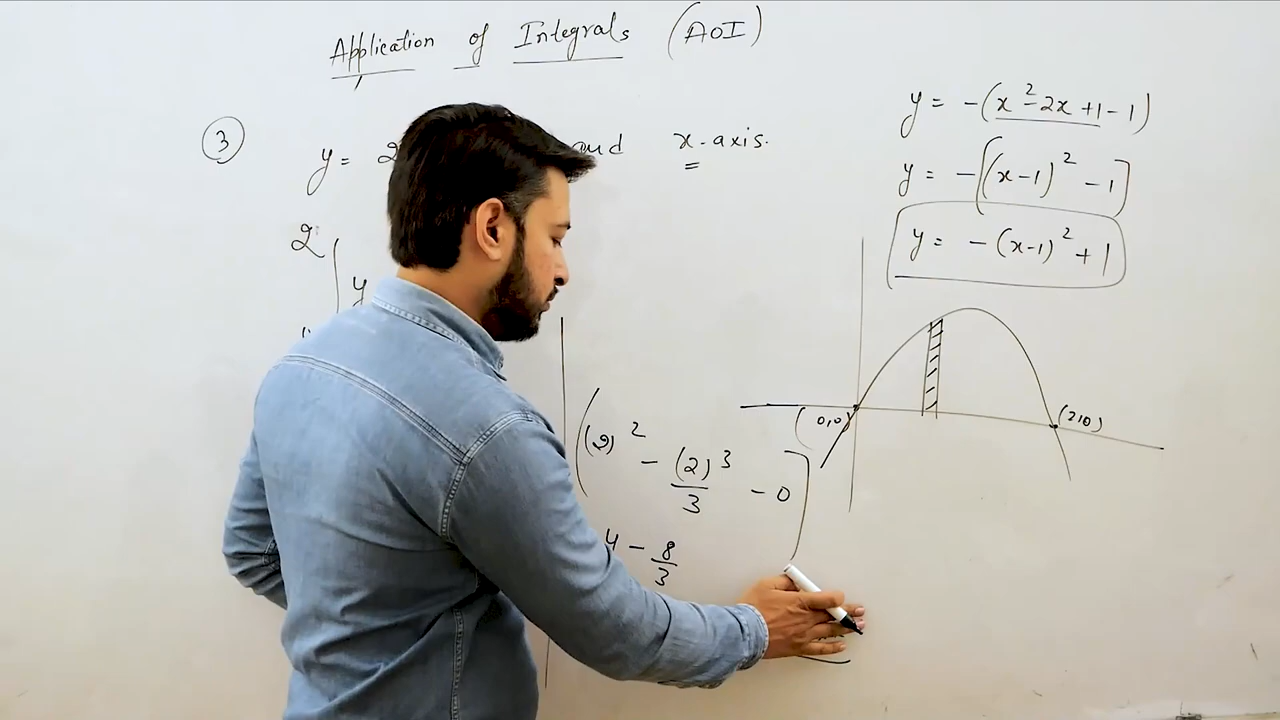 Application of Integrals (AOI)
③ y = 2 and x-axis.
2
y
(2)² - (2)³/3 - 0
4 - 8/3
y = -(x² - 2x + 1 - 1)
y = -[(x-1)² - 1]
y = -(x-1)² + 1
(0,0)
(2,0)